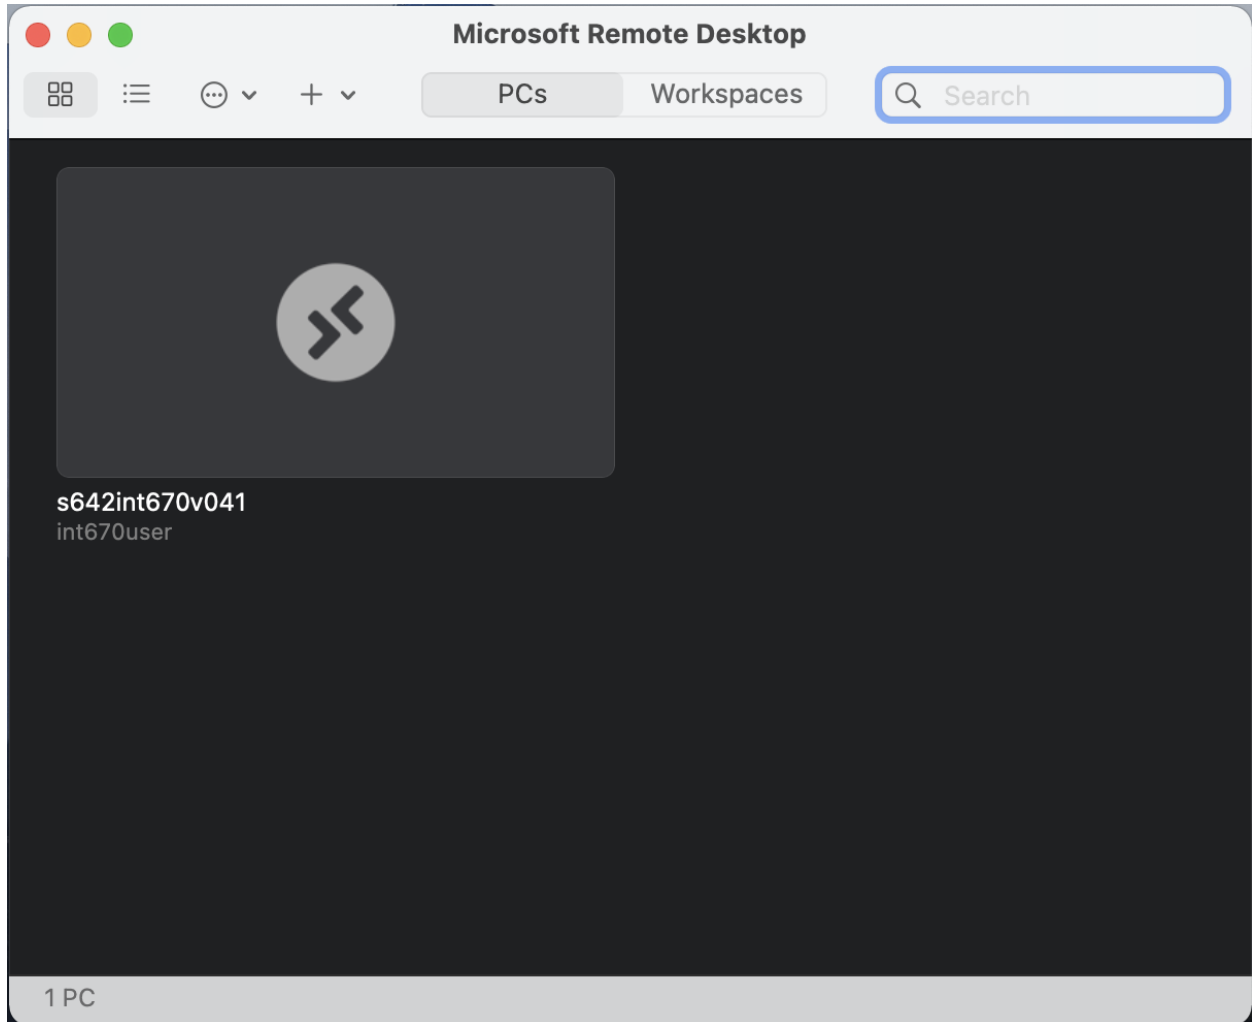 Microsoft Remote Desktop
PCs Workspaces Search
s642int670v041
int670user
1 PC